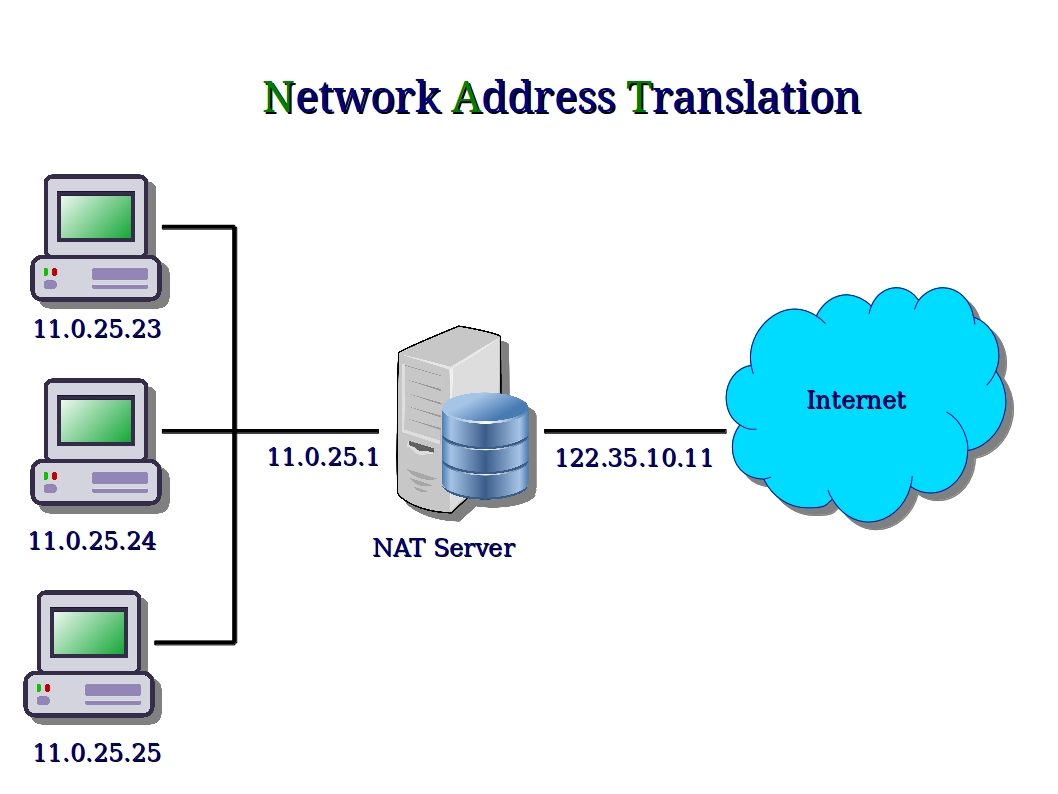 Network Address Translation
11.0.25.23
Internet
11.0.25.1
122.35.10.11
11.0.25.24
NAT Server
11.0.25.25